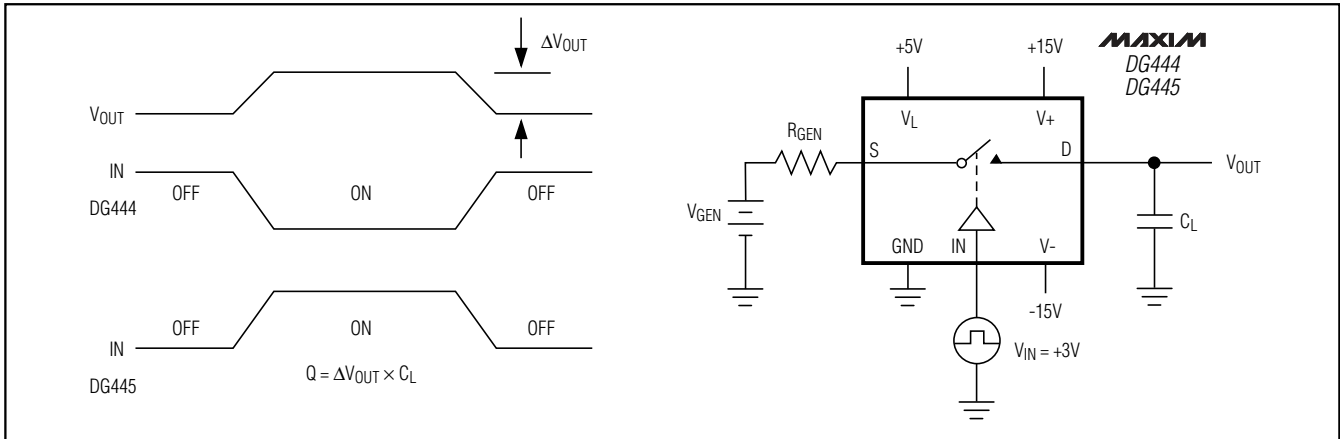 ΔVOUT
VOUT
IN
OFF ON OFF
DG444
OFF ON OFF
IN
DG445
Q = ΔVOUT × CL
MAXIM
DG444
DG445
+5V +15V
VL V+
RGEN
S D
VOUT
VGEN
CL
GND IN V-
-15V
VIN = +3V